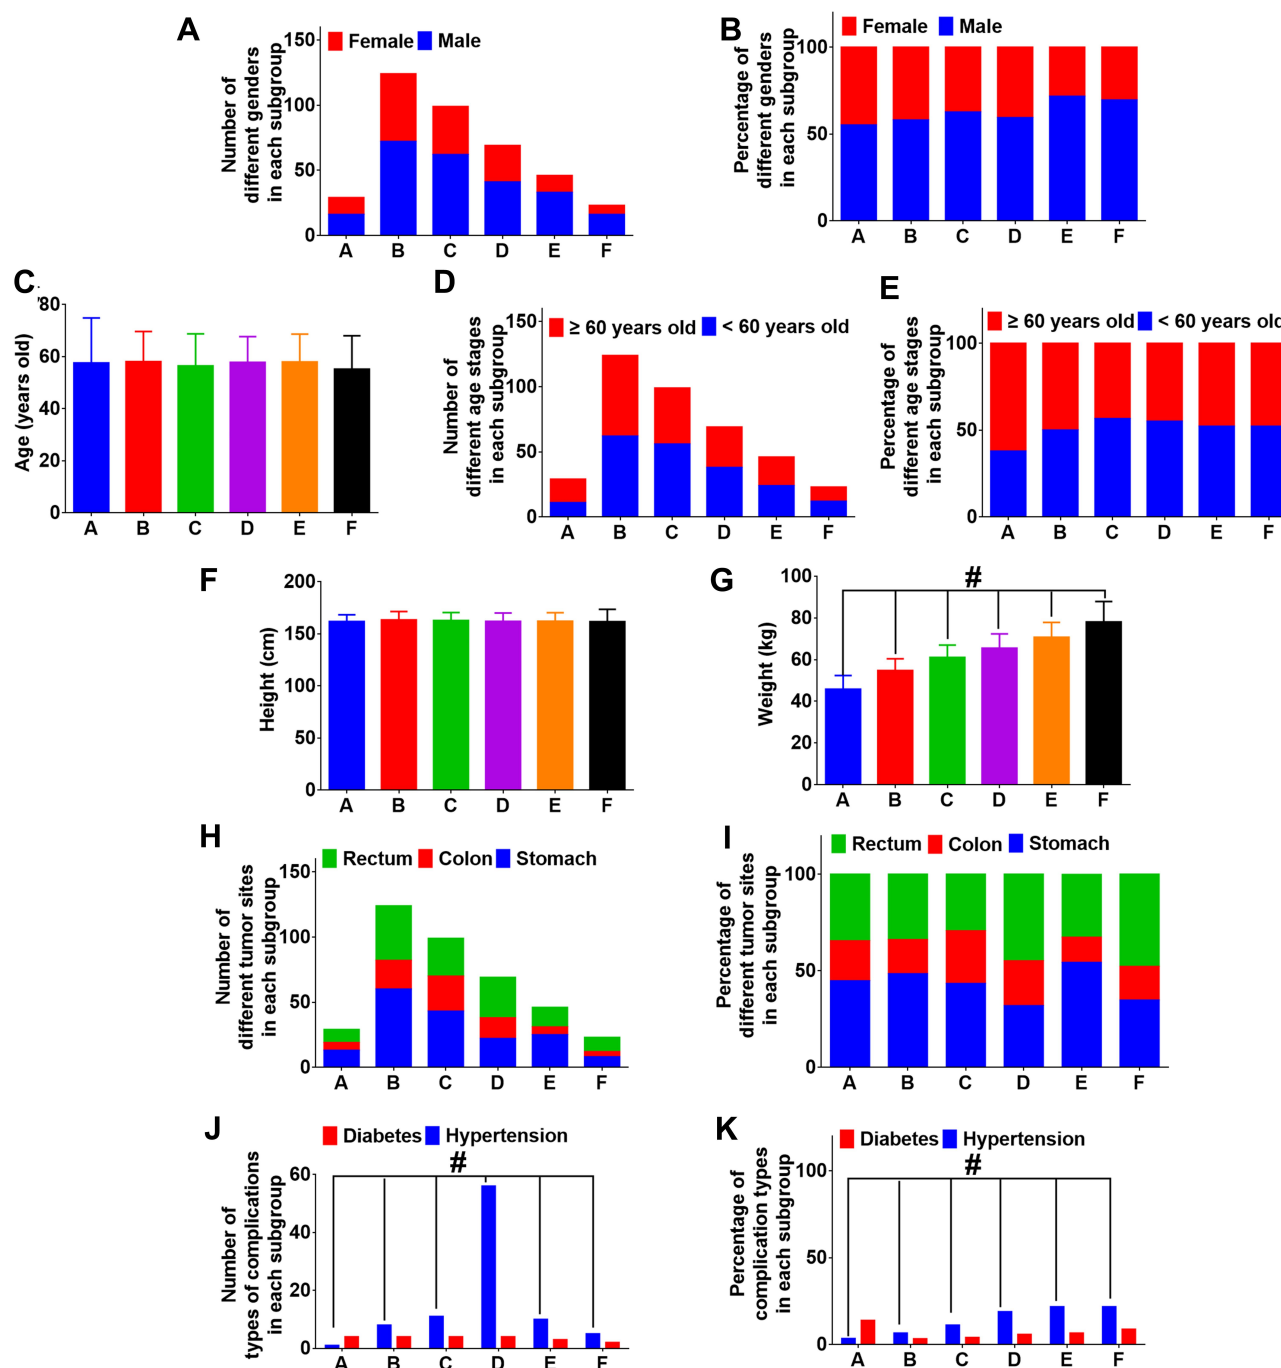 A
Number of
different genders
in each subgroup
Female Male
150
100
50
0
A B C D E F
B
Percentage of
different genders
in each subgroup
Female Male
100
50
0
A B C D E F
C
Age (years old)
80
60
40
20
0
A B C D E F
D
Number of
different age stages
in each subgroup
≥ 60 years old < 60 years old
150
100
50
0
A B C D E F
E
Percentage of
different age stages
in each subgroup
≥ 60 years old < 60 years old
100
50
0
A B C D E F
F
Height (cm)
200
150
100
50
0
A B C D E F
G
Weight (kg)
#
100
80
60
40
20
0
A B C D E F
H
Number of
different tumor sites
in each subgroup
Rectum Colon Stomach
150
100
50
0
A B C D E F
I
Percentage of
different tumor sites
in each subgroup
Rectum Colon Stomach
100
50
0
A B C D E F
J
Number of
types of complications
in each subgroup
Diabetes Hypertension
#
60
40
20
0
A B C D E F
K
Percentage of
complication types
in each subgroup
Diabetes Hypertension
#
100
50
0
A B C D E F